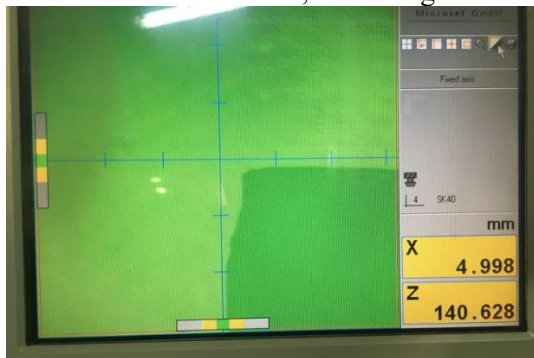 Microset GmbH
Fixed axis
4 SK40
mm
X
4.998
Z
140.628